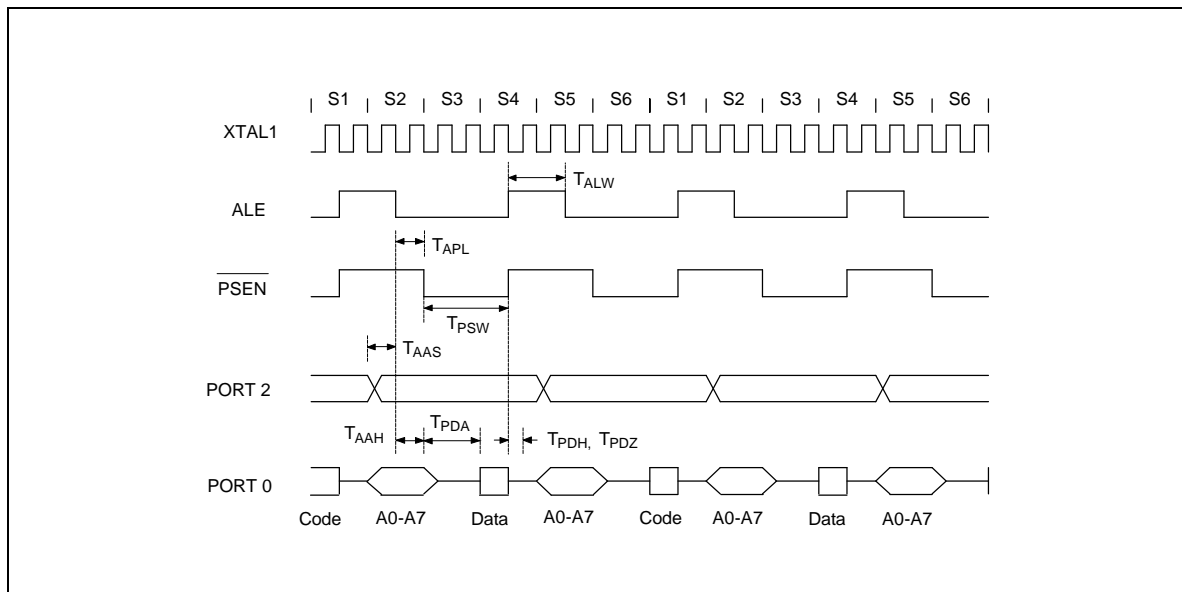 S1 S2 S3 S4 S5 S6 S1 S2 S3 S4 S5 S6
XTAL1
TALW
ALE
TAPL
PSEN
TPSW
TAAS
PORT 2
TAAH TPDA TPDH, TPDZ
PORT 0
Code A0-A7 Data A0-A7 Code A0-A7 Data A0-A7